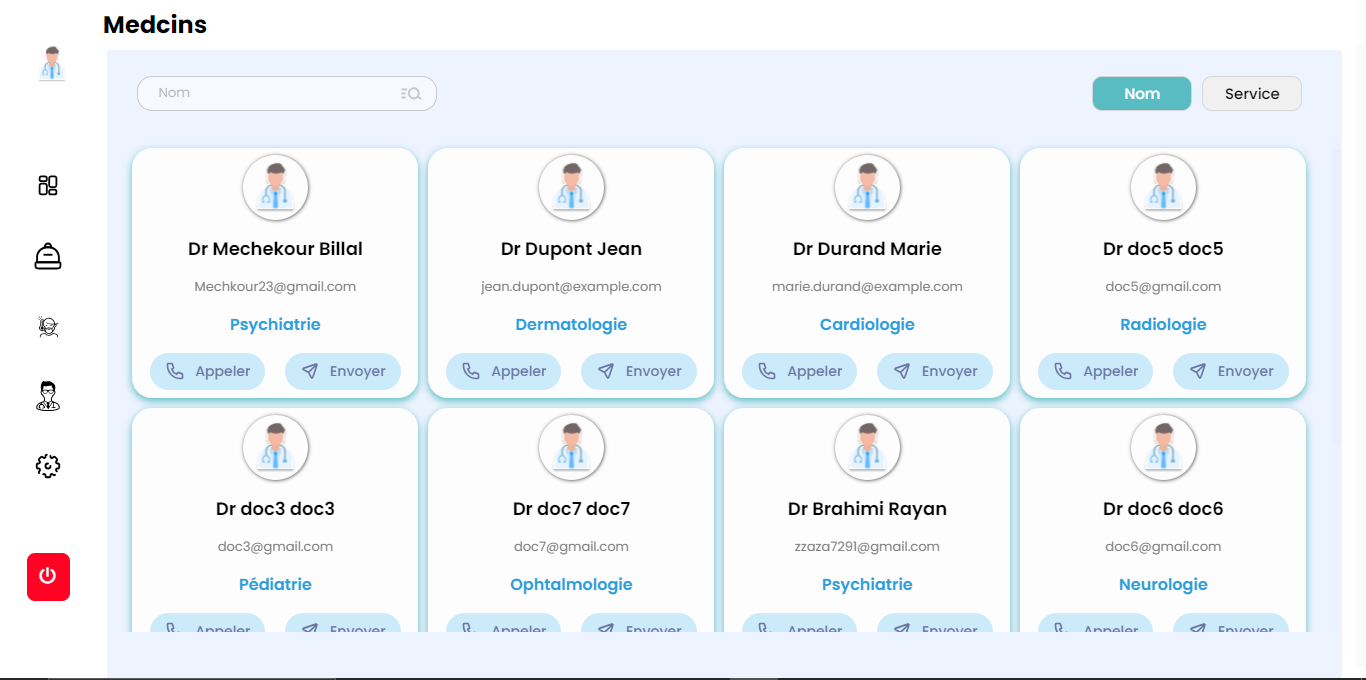 Medcins
Nom
Nom
Service
Dr Mechekour Billal
Mechkour23@gmail.com
Psychiatrie
Appeler
Envoyer
Dr Dupont Jean
jean.dupont@example.com
Dermatologie
Appeler
Envoyer
Dr Durand Marie
marie.durand@example.com
Cardiologie
Appeler
Envoyer
Dr doc5 doc5
doc5@gmail.com
Radiologie
Appeler
Envoyer
Dr doc3 doc3
doc3@gmail.com
Pédiatrie
Appeler
Envoyer
Dr doc7 doc7
doc7@gmail.com
Ophtalmologie
Appeler
Envoyer
Dr Brahimi Rayan
zzaza7291@gmail.com
Psychiatrie
Appeler
Envoyer
Dr doc6 doc6
doc6@gmail.com
Neurologie
Appeler
Envoyer